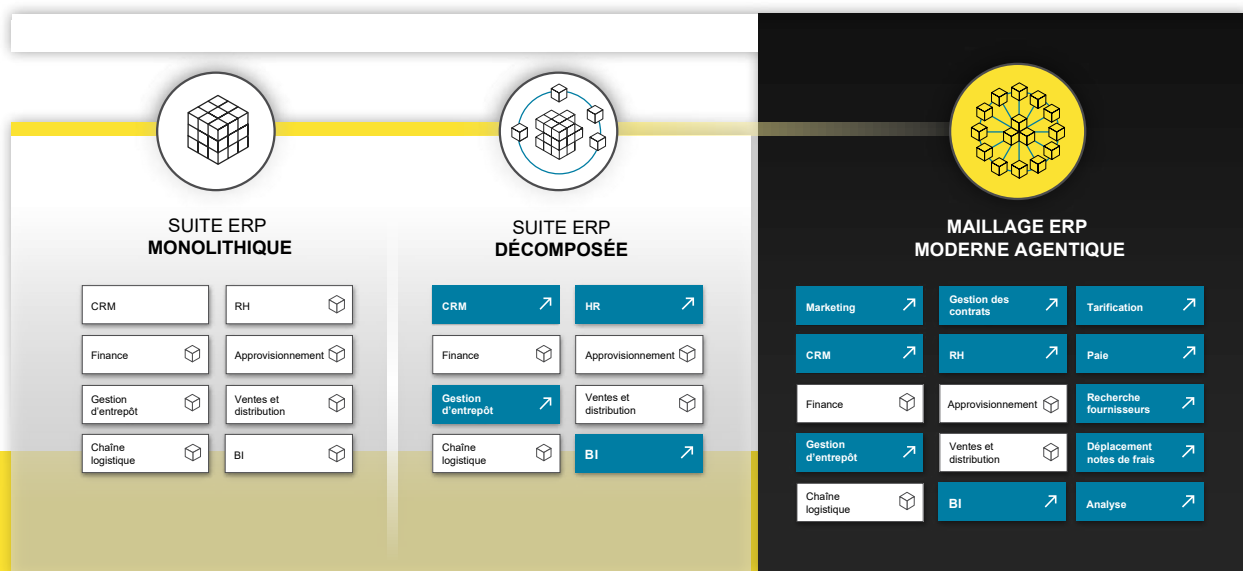 SUITE ERP
MONOLITHIQUE
CRM
RH
Finance
Approvisionnement
Gestion
d'entrepôt
Ventes et
distribution
Chaîne
logistique
BI
SUITE ERP
DÉCOMPOSÉE
CRM
HR
Finance
Approvisionnement
Gestion
d'entrepôt
Ventes et
distribution
Chaîne
logistique
BI
MAILLAGE ERP
MODERNE AGENTIQUE
Marketing
Gestion des
contrats
Tarification
CRM
RH
Paie
Finance
Approvisionnement
Recherche
fournisseurs
Gestion
d'entrepôt
Ventes et
distribution
Déplacement
notes de frais
Chaîne
logistique
BI
Analyse